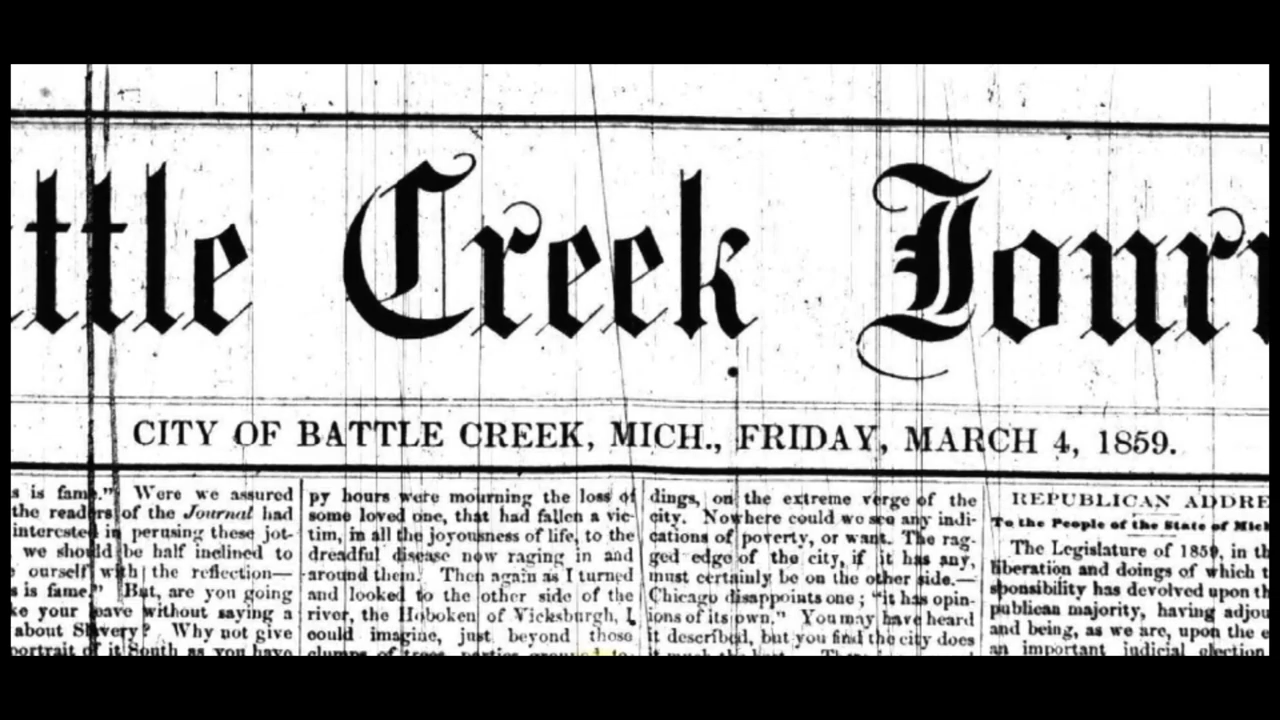 ttle Creek Journ
CITY OF BATTLE CREEK, MICH., FRIDAY, MARCH 4, 1859.
s is fame." Were we assured
the readers of the Journal had
interested in perusing these jot-
we should be half inclined to
ourself with the reflection—
s is fame." But, are you going
ke your leave without saying a
about Slavery? Why not give
portrait of it South as you have
py hours were mourning the loss of
some loved one, that had fallen a vic-
tim, in all the joyousness of life, to the
dreadful disease now raging in and
around them. Then again as I turned
and looked to the other side of the
river, the Hoboken of Vicksburgh, I
could imagine, just beyond those
clumps of trees, parties
dings, on the extreme verge of the
city. Nowhere could we see any indi-
cations of poverty, or want. The rag-
ged edge of the city, if it has any,
must certainly be on the other side.—
Chicago disappoints one; "it has opin-
ions of its own." You may have heard
it described, but you find the city does
REPUBLICAN ADDRE
To the People of the State of Mich
The Legislature of 1859, in th
liberation and doings of which t
sponsibility has devolved upon th
publican majority, having adjou
and being, as we are, upon the e
an important judicial election